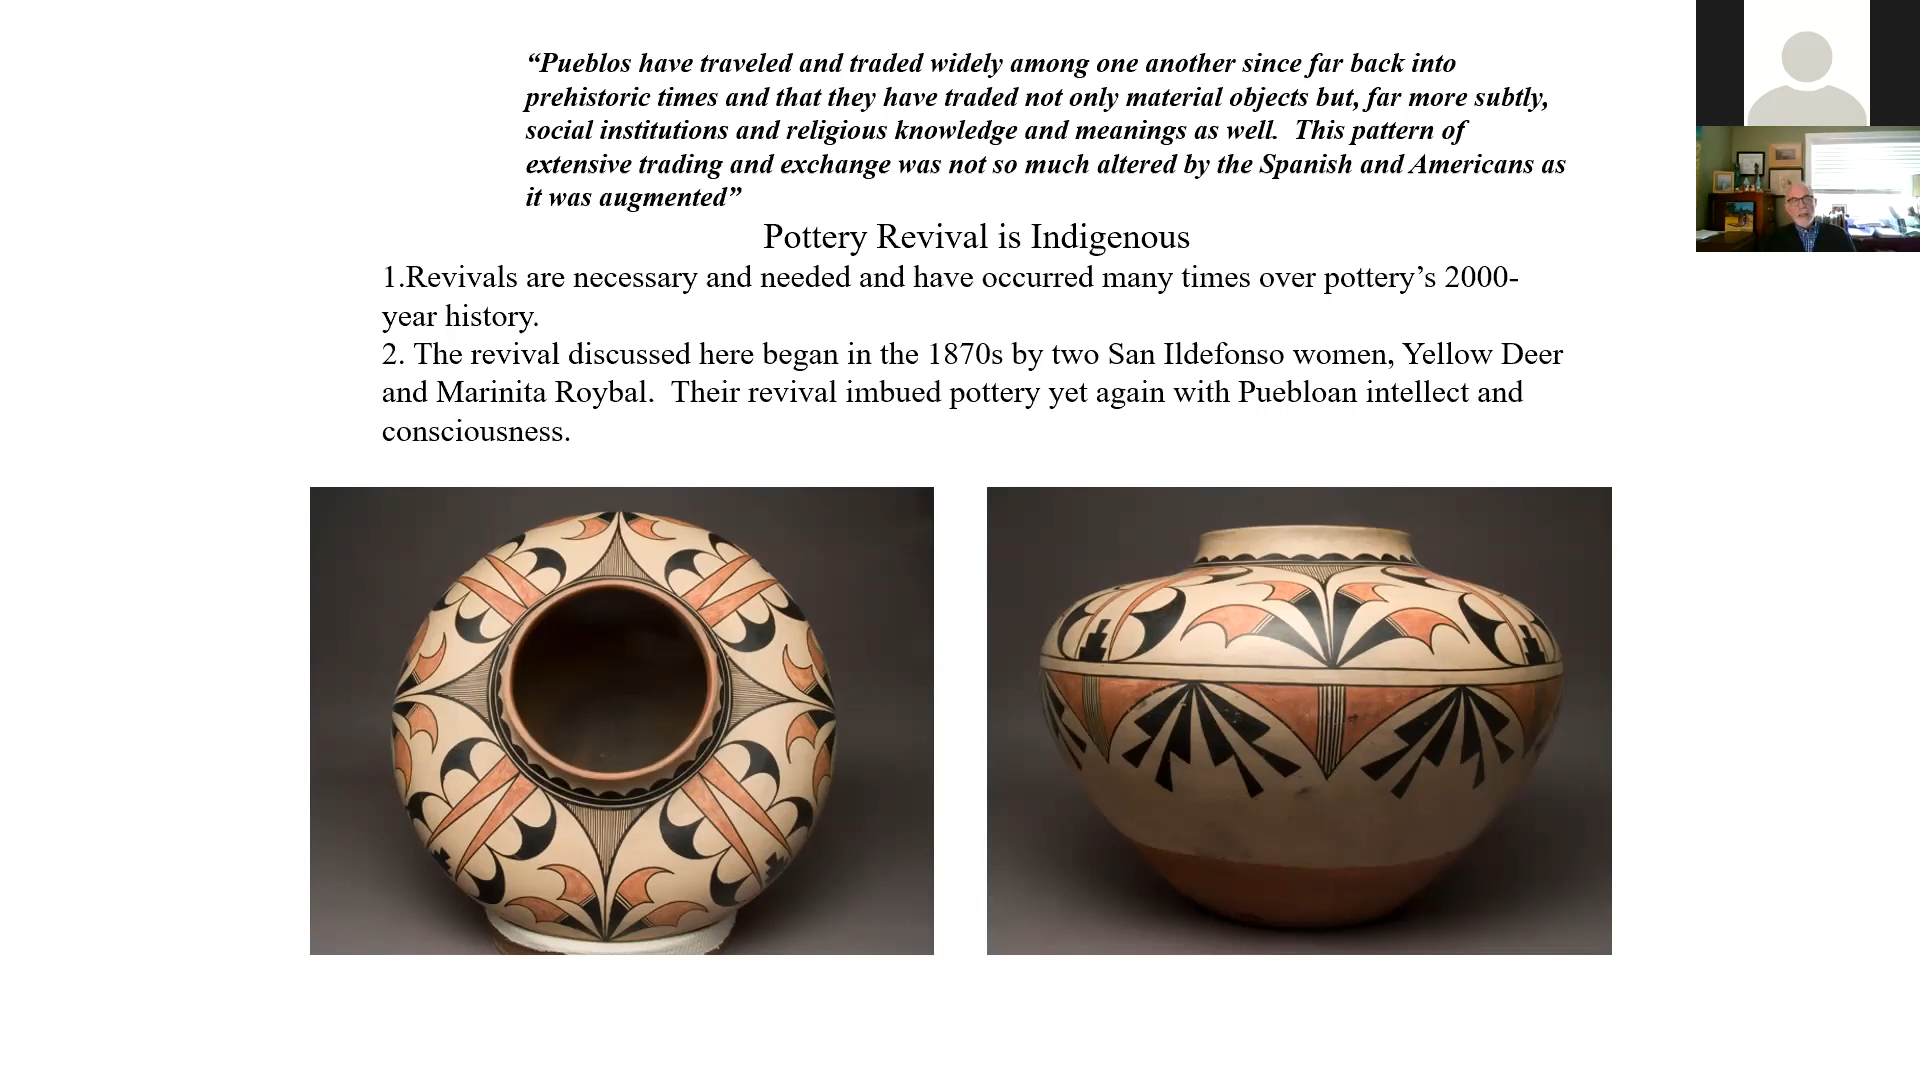 “Pueblos have traveled and traded widely among one another since far back into
prehistoric times and that they have traded not only material objects but, far more subtly,
social institutions and religious knowledge and meanings as well.  This pattern of
extensive trading and exchange was not so much altered by the Spanish and Americans as
it was augmented”
Pottery Revival is Indigenous
1.Revivals are necessary and needed and have occurred many times over pottery’s 2000-
year history.
2. The revival discussed here began in the 1870s by two San Ildefonso women, Yellow Deer
and Marinita Roybal.  Their revival imbued pottery yet again with Puebloan intellect and
consciousness.